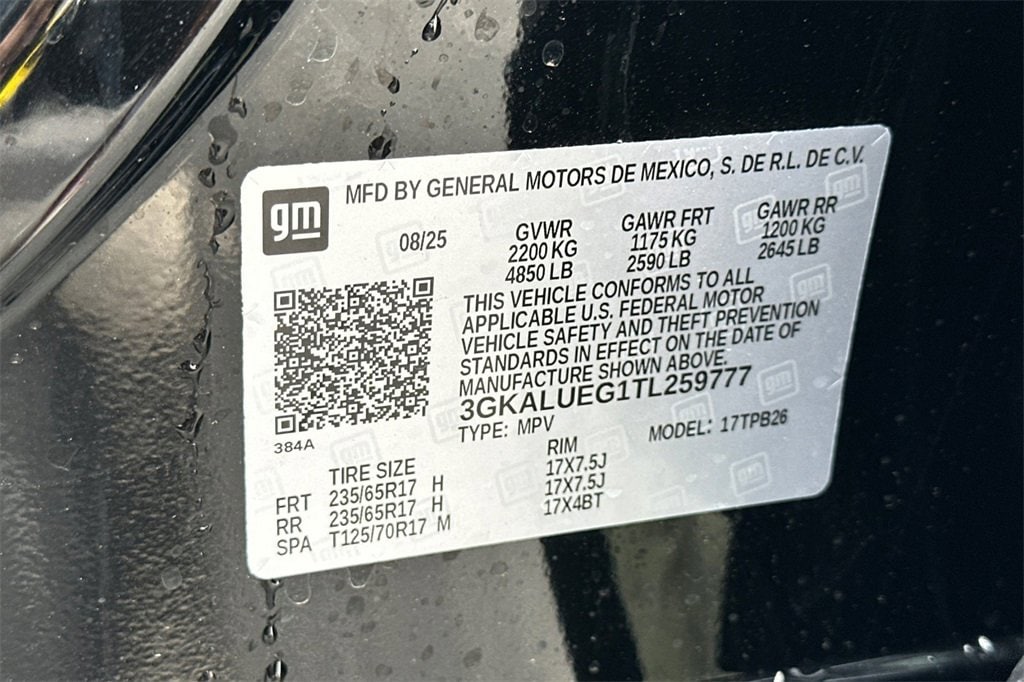 gm
MFD BY GENERAL MOTORS DE MEXICO, S. DE R.L. DE C.V.
08/25
GVWR
2200 KG
4850 LB
GAWR FRT
1175 KG
2590 LB
GAWR RR
1200 KG
2645 LB
THIS VEHICLE CONFORMS TO ALL
APPLICABLE U.S. FEDERAL MOTOR
VEHICLE SAFETY AND THEFT PREVENTION
STANDARDS IN EFFECT ON THE DATE OF
MANUFACTURE SHOWN ABOVE.
3GKALUEG1TL259777
TYPE: MPV
MODEL: 17TPB26
384A
TIRE SIZE RIM
FRT 235/65R17 H 17X7.5J
RR 235/65R17 H 17X7.5J
SPA T125/70R17 M 17X4BT